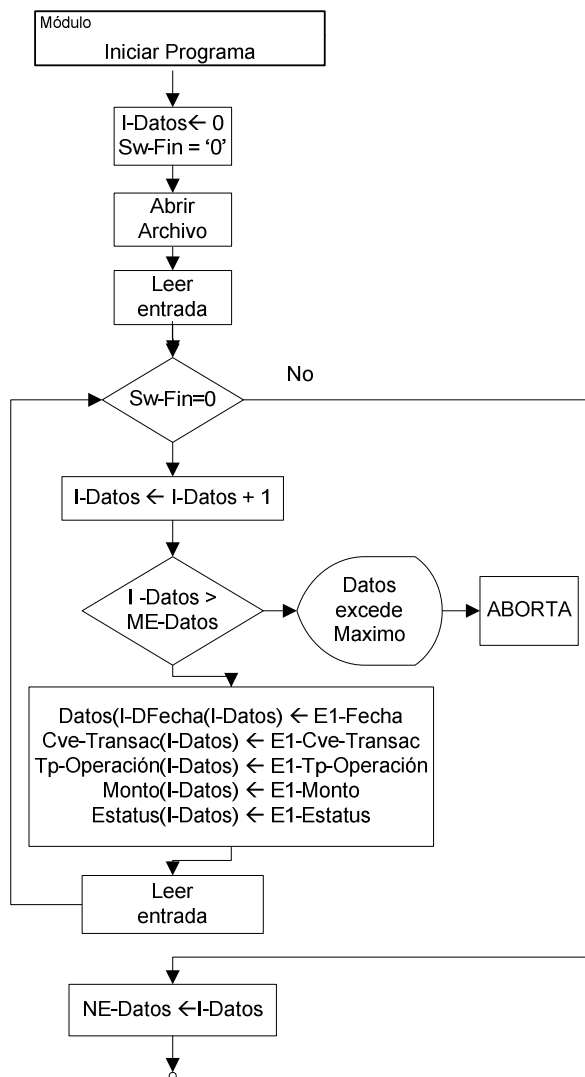 Módulo
Iniciar Programa
I-Datos← 0
Sw-Fin = ‘0’
Abrir
Archivo
Leer
entrada
Sw-Fin=0
No
I-Datos ← I-Datos + 1
I -Datos >
ME-Datos
Datos
excede
Maximo
ABORTA
Datos(I-DFecha(I-Datos) ← E1-Fecha
Cve-Transac(I-Datos) ← E1-Cve-Transac
Tp-Operación(I-Datos) ← E1-Tp-Operación
Monto(I-Datos) ← E1-Monto
Estatus(I-Datos) ← E1-Estatus
Leer
entrada
NE-Datos ←I-Datos